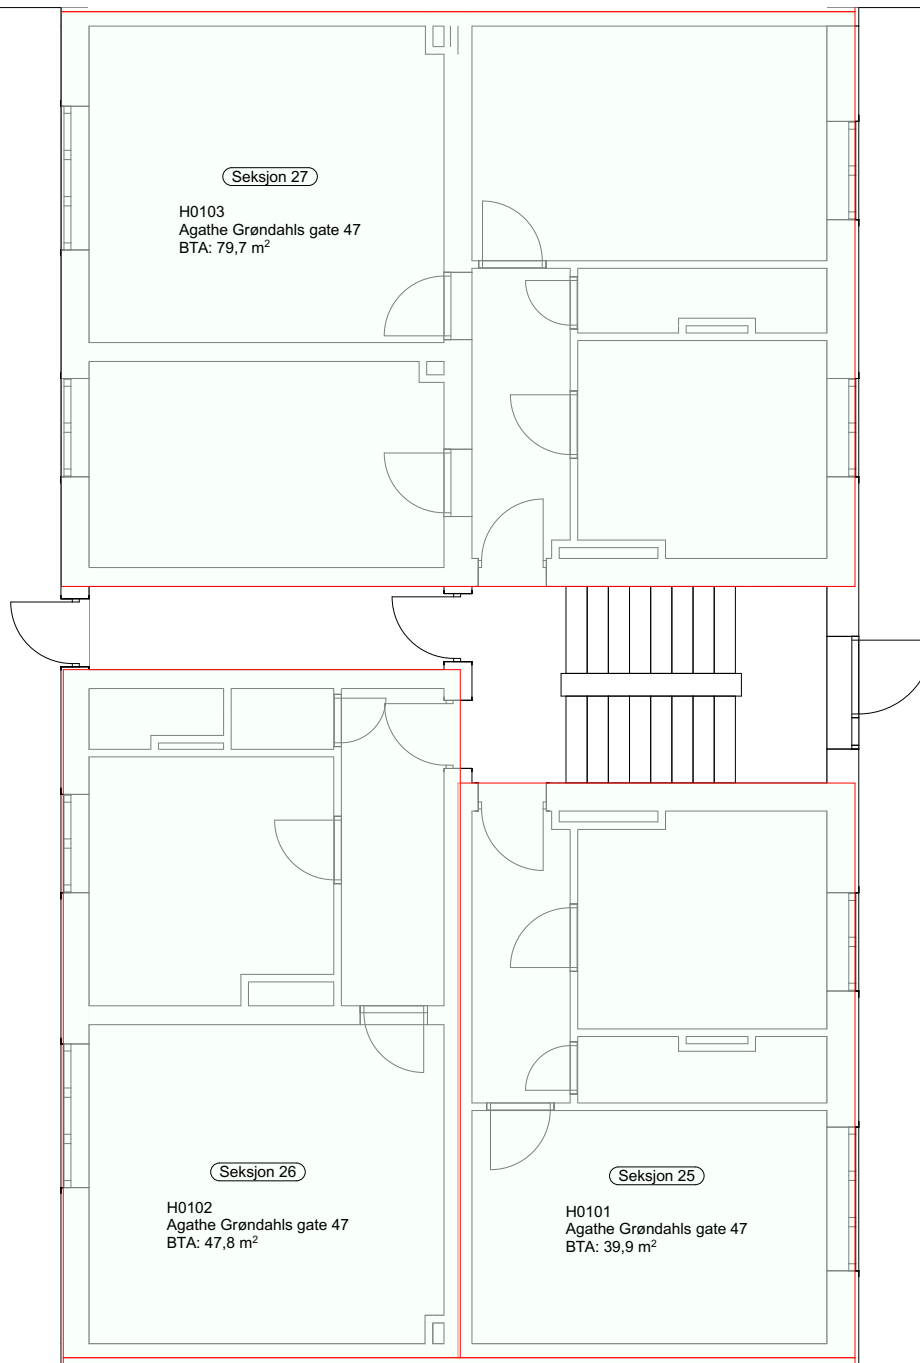 Seksjon 27
H0103
Agathe Grøndahls gate 47
BTA: 79,7 m²
Seksjon 26
H0102
Agathe Grøndahls gate 47
BTA: 47,8 m²
Seksjon 25
H0101
Agathe Grøndahls gate 47
BTA: 39,9 m²